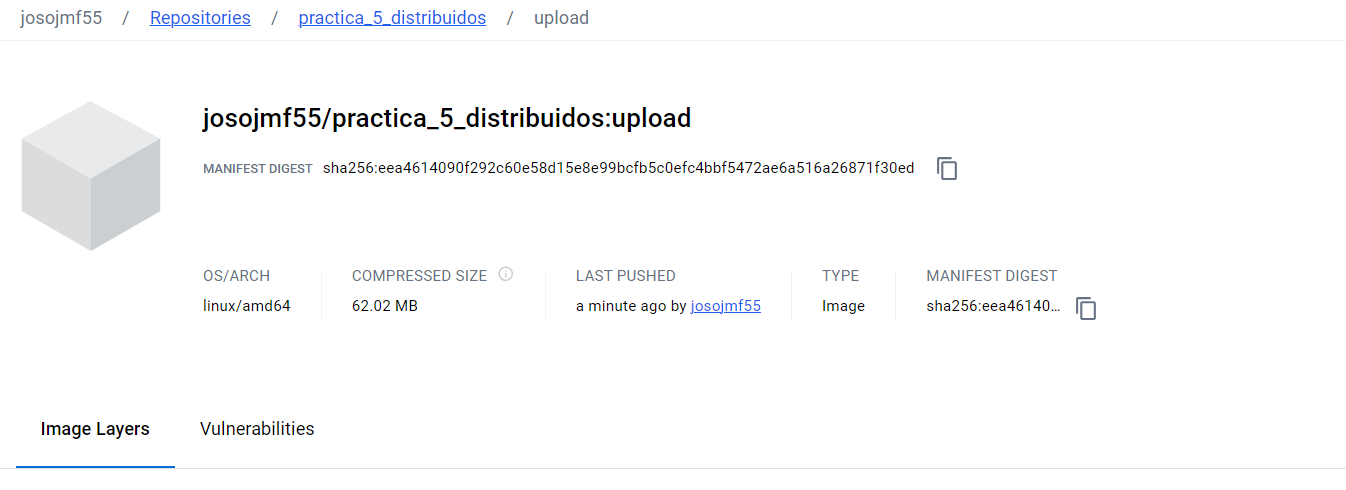 josojmf55 / Repositories / practica_5_distribuidos / upload
josojmf55/practica_5_distribuidos:upload
MANIFEST DIGEST sha256:eea4614090f292c60e58d15e8e99bcfb5c0efc4bbf5472ae6a516a26871f30ed
OS/ARCH COMPRESSED SIZE LAST PUSHED TYPE MANIFEST DIGEST
linux/amd64 62.02 MB a minute ago by josojmf55 Image sha256:eea46140...
Image Layers Vulnerabilities